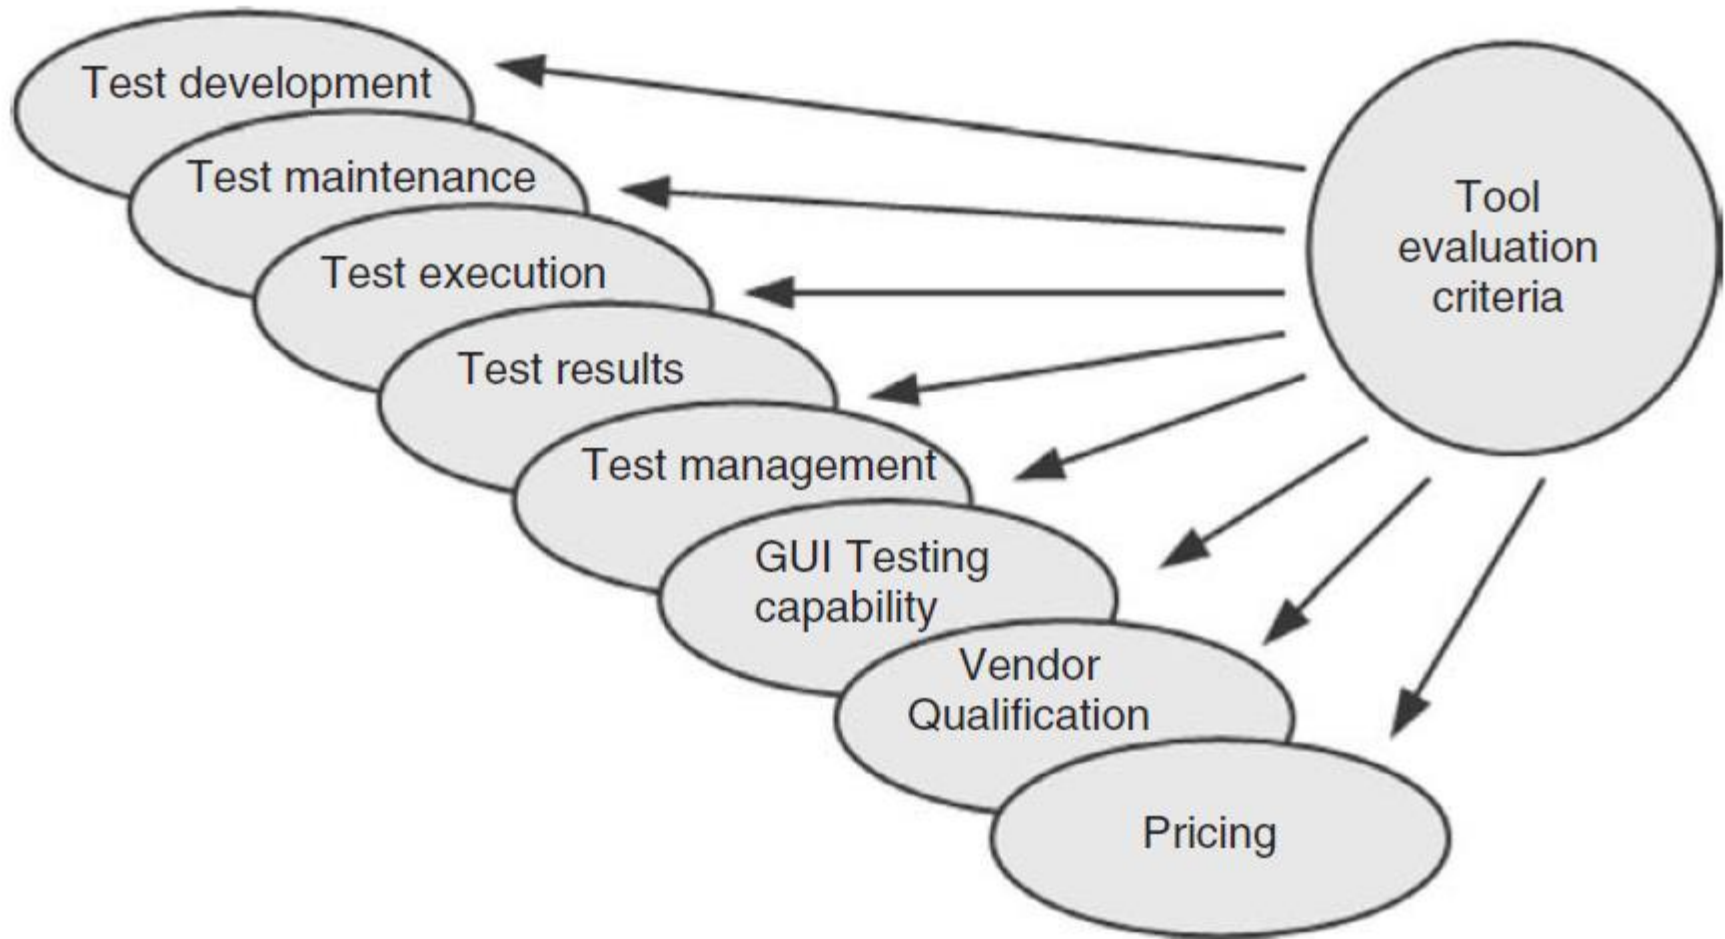 Test development
Test maintenance
Test execution
Test results
Test management
GUI Testing
capability
Vendor
Qualification
Pricing
Tool
evaluation
criteria